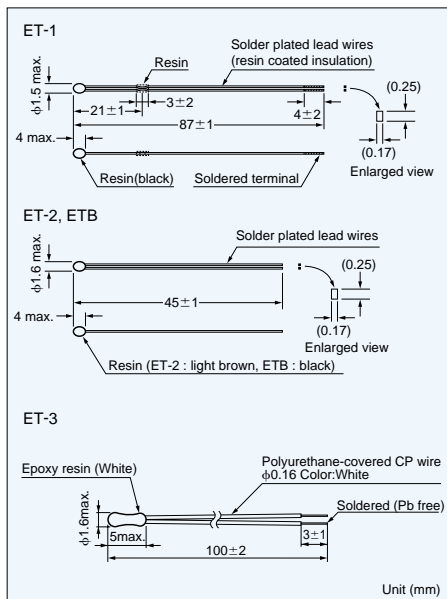 ET-1
Resin
Solder plated lead wires
(resin coated insulation)
φ1.5 max.
3±2
21±1
4±2
87±1
4 max.
(0.25)
(0.17)
Enlarged view
Resin(black)
Soldered terminal
ET-2, ETB
Solder plated lead wires
φ1.6 max.
(0.25)
45±1
4 max.
(0.17)
Enlarged view
Resin (ET-2 : light brown, ETB : black)
ET-3
Epoxy resin (White)
Polyurethane-covered CP wire
φ0.16 Color:White
Soldered (Pb free)
φ1.6max.
5max.
3±1
100±2
Unit (mm)